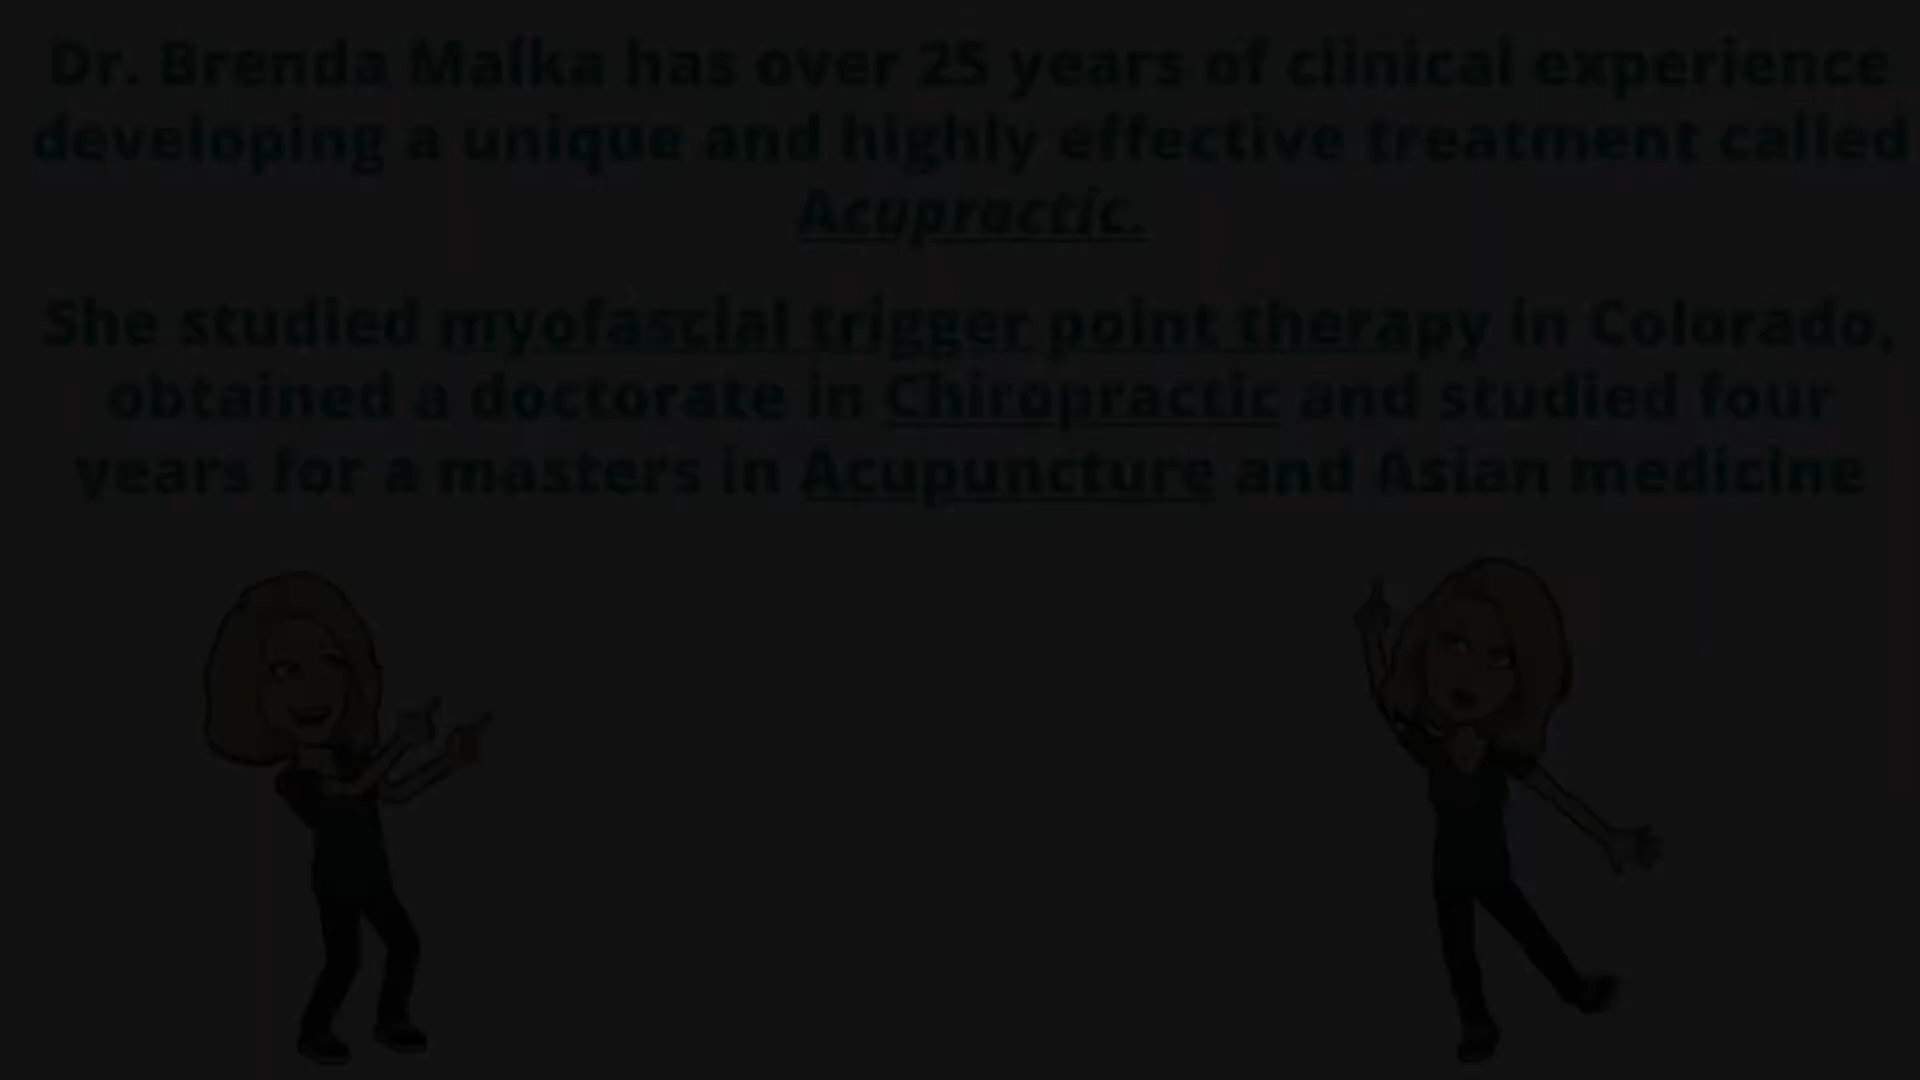 Dr. Brenda Malka has over 25 years of clinical experience
developing a unique and highly effective treatment called
Acupractic.
She studied myofascial trigger point therapy in Colorado,
obtained a doctorate in Chiropractic and studied four
years for a masters in Acupuncture and Asian medicine